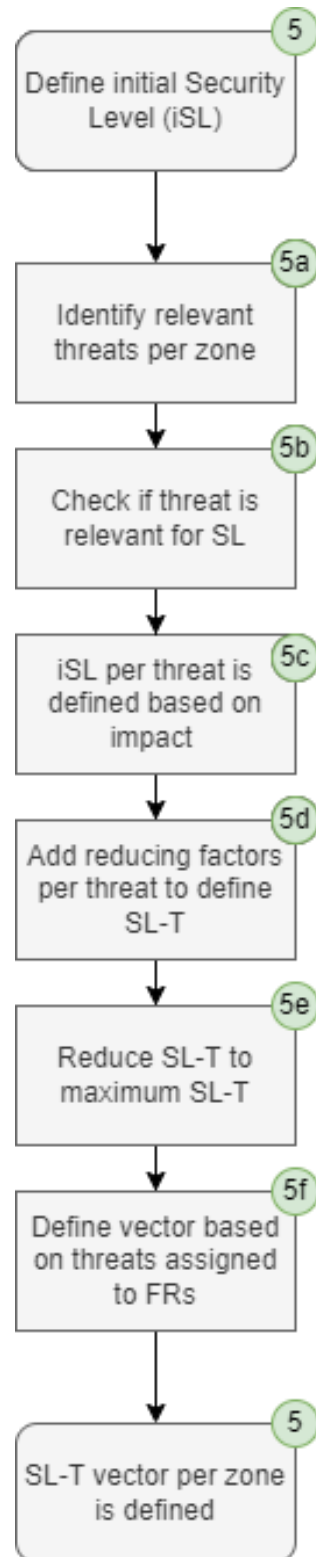 5
Define initial Security
Level (iSL)
5a
Identify relevant
threats per zone
5b
Check if threat is
relevant for SL
5c
iSL per threat is
defined based on
impact
5d
Add reducing factors
per threat to define
SL-T
5e
Reduce SL-T to
maximum SL-T
5f
Define vector based
on threats assigned
to FRs
5
SL-T vector per zone
is defined